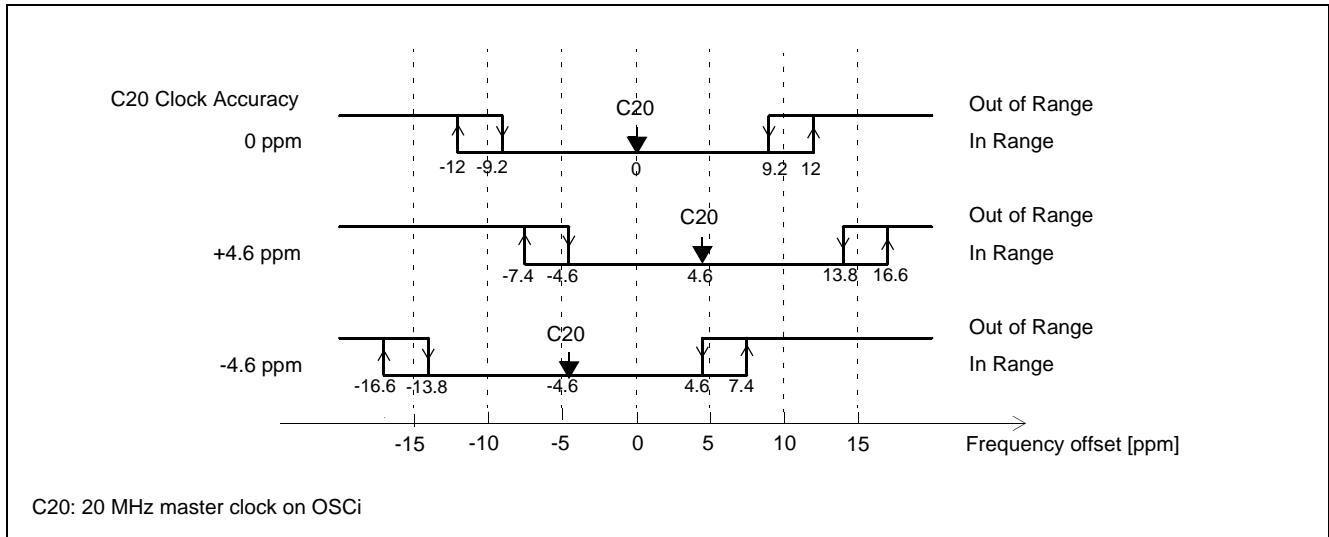 C20 Clock Accuracy
C20
Out of Range
0 ppm
In Range
-12 -9.2 0 9.2 12
C20
Out of Range
+4.6 ppm
In Range
-7.4 -4.6 4.6 13.8 16.6
C20
Out of Range
-4.6 ppm
In Range
-16.6 -13.8 -4.6 4.6 7.4
-15 -10 -5 0 5 10 15 Frequency offset [ppm]
C20: 20 MHz master clock on OSCi